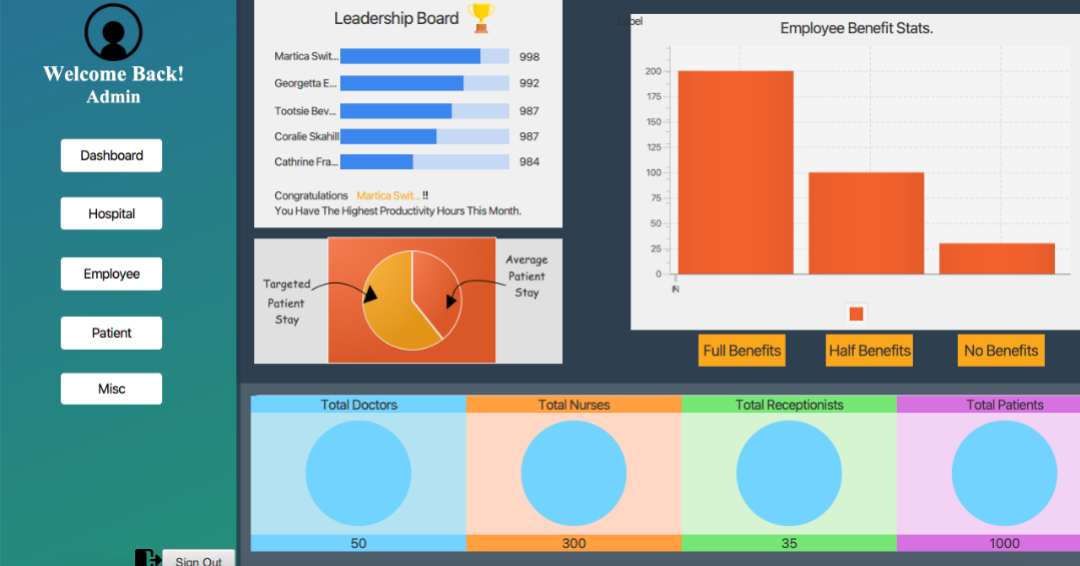 Welcome Back!
Admin
Dashboard
Hospital
Employee
Patient
Misc
Sign Out
Leadership Board
Martica Swit... 998
Georgetta E... 992
Tootsie Bev... 987
Coralie Skahill 987
Cathrine Fra... 984
Congratulations Martica Swit... !!
You Have The Highest Productivity Hours This Month.
Targeted
Patient
Stay
Average
Patient
Stay
Employee Benefit Stats.
200
175
150
125
100
75
50
25
0
Full Benefits
Half Benefits
No Benefits
Total Doctors
50
Total Nurses
300
Total Receptionists
35
Total Patients
1000